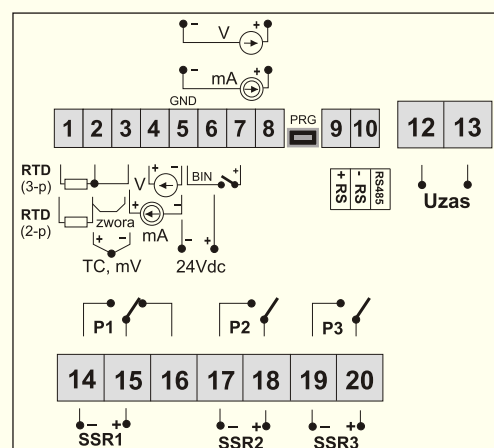 - V +
- mA +
GND
1 2 3 4 5 6 7 8 PRG 9 10 12 13
RTD (3-p) V + - BIN +
RTD (2-p) zwora + - mA
+ - - +
TC, mV 24Vdc
+ RS - RS RS485
Uzas
P1 P2 P3
14 15 16 17 18 19 20
- + - + - +
SSR1 SSR2 SSR3